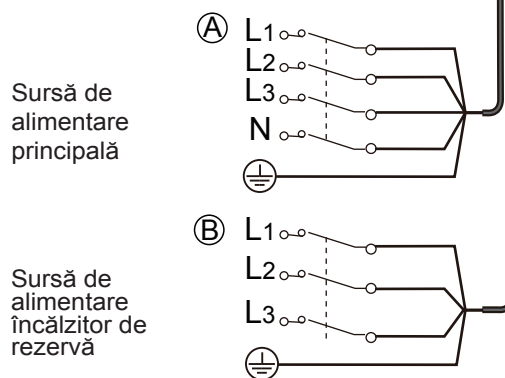 Ⓐ
L1
L2
L3
N
Sursă de
alimentare
principală
Ⓑ
L1
L2
L3
Sursă de
alimentare
încălzitor de
rezervă